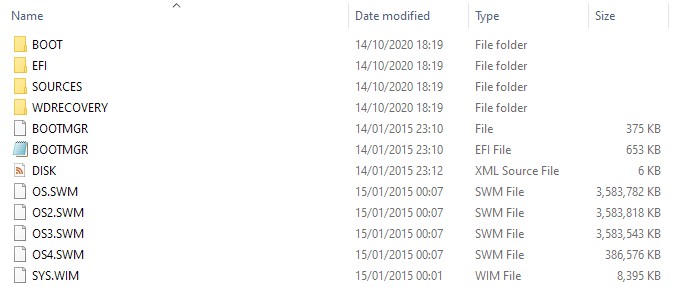 Name Date modified Type Size
BOOT 14/10/2020 18:19 File folder
EFI 14/10/2020 18:19 File folder
SOURCES 14/10/2020 18:19 File folder
WDRECOVERY 14/10/2020 18:19 File folder
BOOTMGR 14/01/2015 23:10 File 375 KB
BOOTMGR 14/01/2015 23:10 EFI File 653 KB
DISK 14/01/2015 23:12 XML Source File 6 KB
OS.SWM 15/01/2015 00:07 SWM File 3,583,782 KB
OS2.SWM 15/01/2015 00:07 SWM File 3,583,818 KB
OS3.SWM 15/01/2015 00:07 SWM File 3,583,543 KB
OS4.SWM 15/01/2015 00:07 SWM File 386,576 KB
SYS.WIM 15/01/2015 00:01 WIM File 8,395 KB